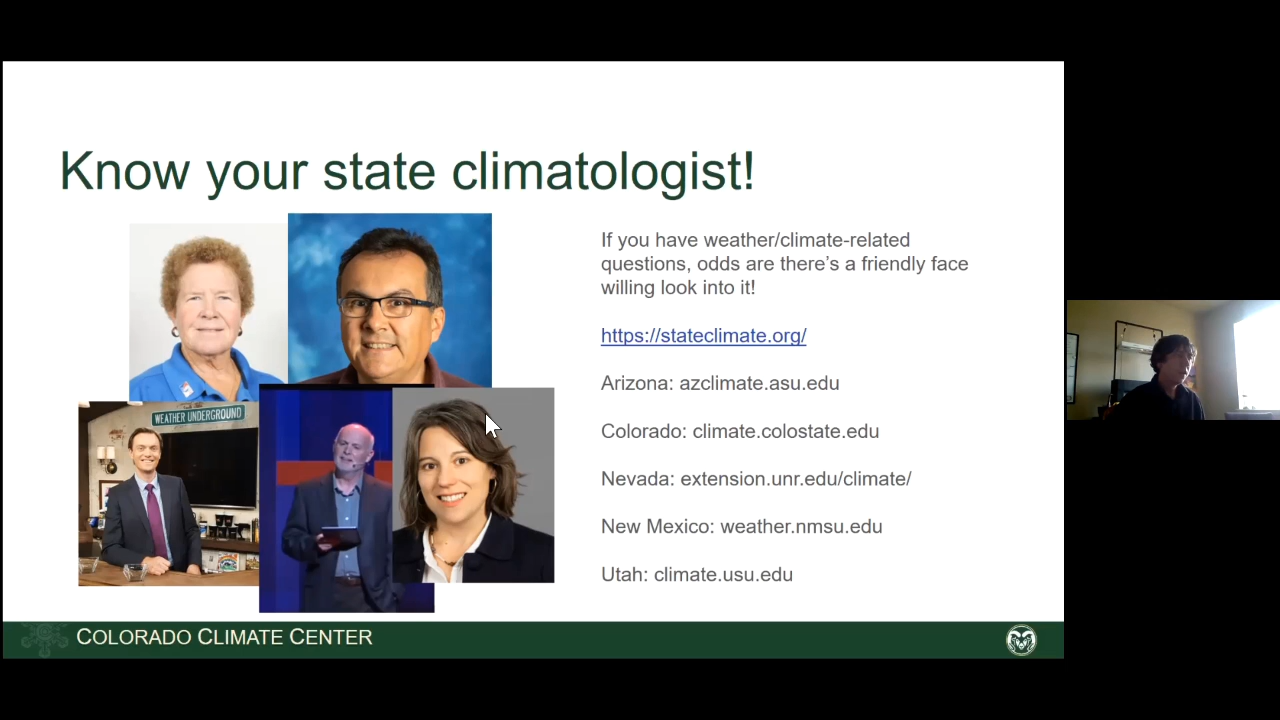 Know your state climatologist!
WEATHER UNDERGROUND
If you have weather/climate-related
questions, odds are there's a friendly face
willing look into it!
https://stateclimate.org/
Arizona: azclimate.asu.edu
Colorado: climate.colostate.edu
Nevada: extension.unr.edu/climate/
New Mexico: weather.nmsu.edu
Utah: climate.usu.edu
COLORADO CLIMATE CENTER